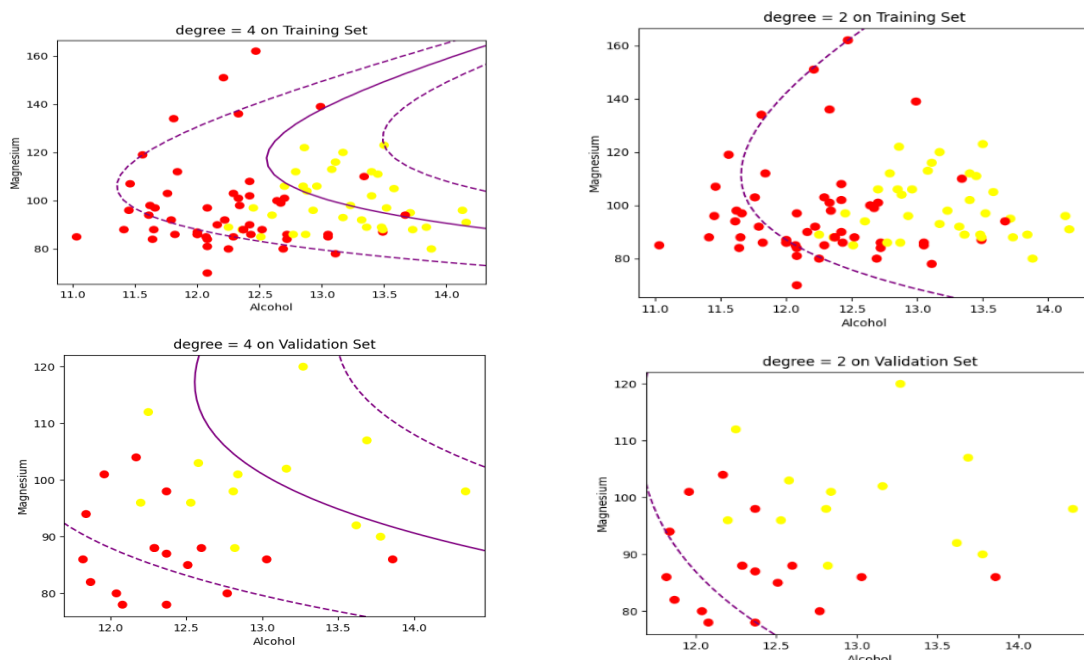 degree = 4 on Training Set
160
140
120
100
80
Magnesium
11.0 11.5 12.0 12.5 13.0 13.5 14.0
Alcohol
degree = 2 on Training Set
160
140
120
100
80
Magnesium
11.0 11.5 12.0 12.5 13.0 13.5 14.0
Alcohol
degree = 4 on Validation Set
120
110
100
90
80
Magnesium
12.0 12.5 13.0 13.5 14.0
Alcohol
degree = 2 on Validation Set
120
110
100
90
80
Magnesium
12.0 12.5 13.0 13.5 14.0
Alcohol